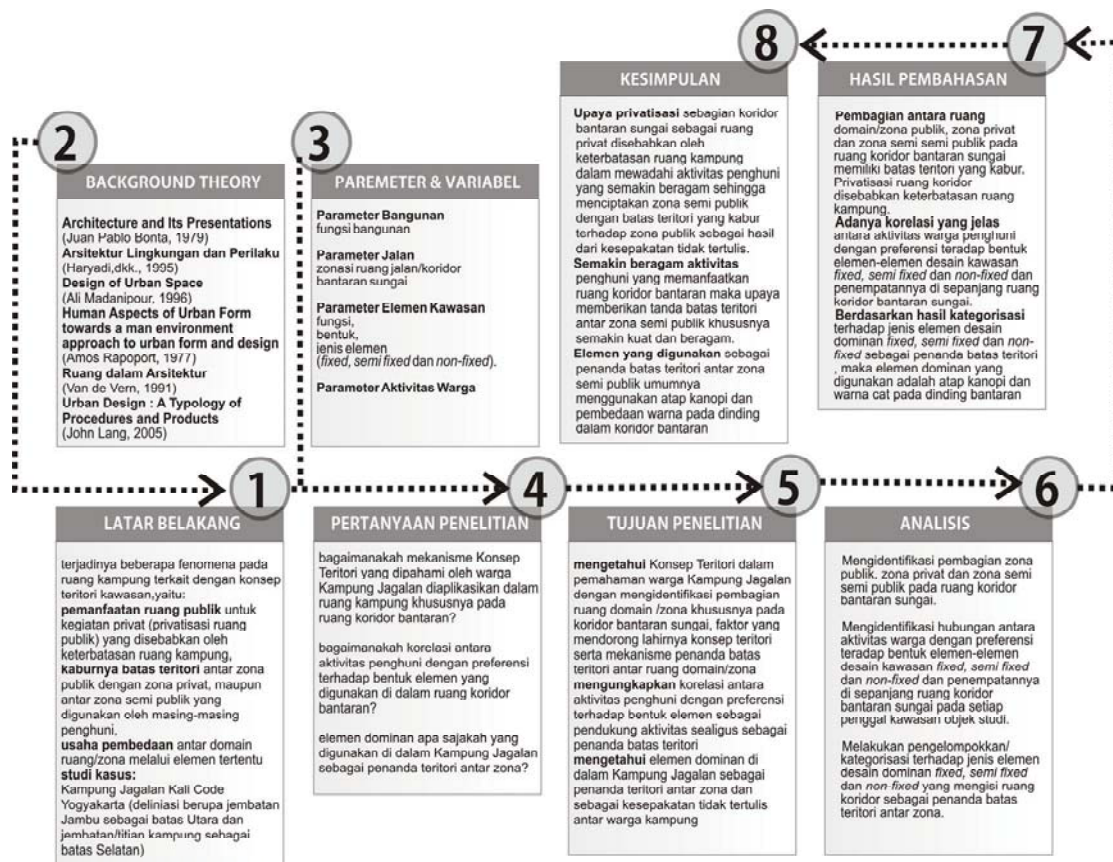 8
7
KESIMPULAN
Upaya privatisasi sebagian koridor
bantaran sungai sebagai ruang
privat disebabkan oleh
keterbatasan ruang kampung
dalam mewadahi aktivitas penghuni
yang semakin beragam sehingga
menciptakan zona semi publik
dengan batas teritori yang kabur
terhadap zona publik sebagai hasil
dari kesepakatan tidak tertulis.
Semakin beragam aktivitas
penghuni yang memanfaatkan
ruang koridor bantaran maka upaya
memberikan tanda batas teritori
antar zona semi publik khususnya
semakin kuat dan beragam.
Elemen yang digunakan sebagai
penanda batas teritori antar zona
semi publik umumnya
menggunakan atap kanopi dan
pembedaan warna pada dinding
dalam koridor bantaran
HASIL PEMBAHASAN
Pembagian antara ruang
domain/zona publik, zona privat
dan zona semi semi publik pada
ruang koridor bantaran sungai
memiliki batas teritori yang kabur.
Privatisasi ruang koridor
disebabkan keterbatasan ruang
kampung.
Adanya korelasi yang jelas
antara aktivitas warga penghuni
dengan preferensi teradap bentuk
elemen-elemen desain kawasan
fixed, semi fixed dan non-fixed dan
penempatannya di sepanjang ruang
koridor bantaran sungai.
Berdasarkan hasil kategorisasi
terhadap jenis elemen desain
dominan fixed, semi fixed dan non-
fixed sebagai penanda batas teritori
, maka elemen dominan yang
digunakan adalah atap kanopi dan
warna cat pada dinding bantaran
2
BACKGROUND THEORY
Architecture and Its Presentations
(Juan Pablo Bonta, 1979)
Arsitektur Lingkungan dan Perilaku
(Haryadi,dkk., 1995)
Design of Urban Space
(Ali Madanipour, 1996)
Human Aspects of Urban Form
towards a man environment
approach to urban form and design
(Amos Rapoport, 1977)
Ruang dalam Arsitektur
(Van de Vern, 1991)
Urban Design : A Typology of
Procedures and Products
(John Lang, 2005)
3
PAREMETER & VARIABEL
Parameter Bangunan
fungsi bangunan
Parameter Jalan
zonasi ruang jalan/koridor
bantaran sungai
Parameter Elemen Kawasan
fungsi,
bentuk,
jenis elemen
(fixed, semi fixed dan non-fixed).
Parameter Aktivitas Warga
1
LATAR BELAKANG
terjadinya beberapa fenomena pada
ruang kampung terkait dengan konsep
teritori kawasan,yaitu:
pemanfaatan ruang publik untuk
kegiatan privat (privatisasi ruang
publik) yang disebabkan oleh
keterbatasan ruang kampung,
kaburnya batas teritori antar zona
publik dengan zona privat, maupun
antar zona semi publik yang
digunakan oleh masing-masing
penghuni.
usaha pembedaan antar domain
ruang/zona melalui elemen tertentu
studi kasus:
Kampung Jagalan Kali Code
Yogyakarta (deliniasi berupa jembatan
Jambu sebagai batas Utara dan
jembatan/titian kampung sebagai
batas Selatan)
4
PERTANYAAN PENELITIAN
bagaimanakah mekanisme Konsep
Teritori yang dipahami oleh warga
Kampung Jagalan diaplikasikan dalam
ruang kampung khususnya pada
ruang koridor bantaran?
bagaimanakah korelasi antara
aktivitas penghuni dengan preferensi
terhadap bentuk elemen yang
digunakan di dalam ruang koridor
bantaran?
elemen dominan apa sajakah yang
digunakan di dalam Kampung Jagalan
sebagai penanda teritori antar zona?
5
TUJUAN PENELITIAN
mengetahui Konsep Teritori dalam
pemahaman warga Kampung Jagalan
dengan mengidentifikasi pembagian
ruang domain /zona khususnya pada
koridor bantaran sungai, faktor yang
mendorong lahirnya konsep teritori
serta mekanisme penanda batas
teritori antar ruang domain/zona
mengungkapkan korelasi antara
aktivitas penghuni dengan preferensi
terhadap bentuk elemen sebagai
pendukung aktivitas sealigus sebagai
penanda batas teritori
mengetahui elemen dominan di
dalam Kampung Jagalan sebagai
penanda teritori antar zona dan
sebagai kesepakatan tidak tertulis
antar warga kampung
6
ANALISIS
Mengidentifikasi pembagian zona
publik. zona privat dan zona semi
semi publik pada ruang koridor
bantaran sungai.
Mengidentifikasi hubungan antara
aktivitas warga dengan preferensi
teradap bentuk elemen-elemen
desain kawasan fixed, semi fixed
dan non-fixed dan penempatannya
di sepanjang ruang koridor
bantaran sungai pada setiap
penggal kawasan objek studi.
Melakukan pengelompokkan/
kategorisasi terhadap jenis elemen
desain dominan fixed, semi fixed
dan non-fixed yang mengisi ruang
koridor sebagai penanda batas
teritori antar zona.